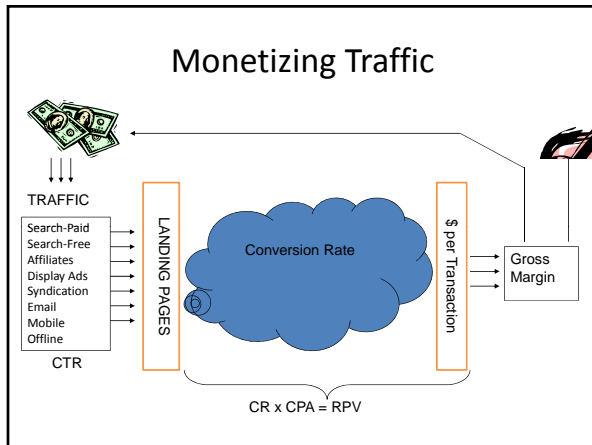 Monetizing Traffic
TRAFFIC
Search-Paid
Search-Free
Affiliates
Display Ads
Syndication
Email
Mobile
Offline
CTR
LANDING PAGES
Conversion Rate
$ per Transaction
Gross
Margin
CR x CPA = RPV